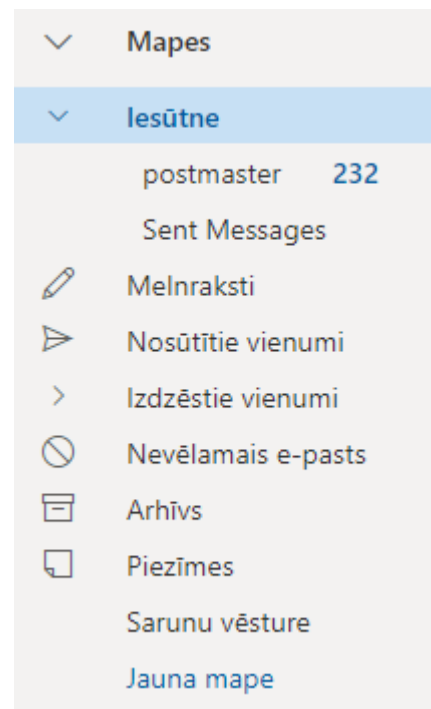 Mapes
Iesūtne
postmaster 232
Sent Messages
Melnraksti
Nosūtītie vienumi
Izdzēstie vienumi
Nevēlamais e-pasts
Arhīvs
Piezīmes
Sarunu vēsture
Jauna mape